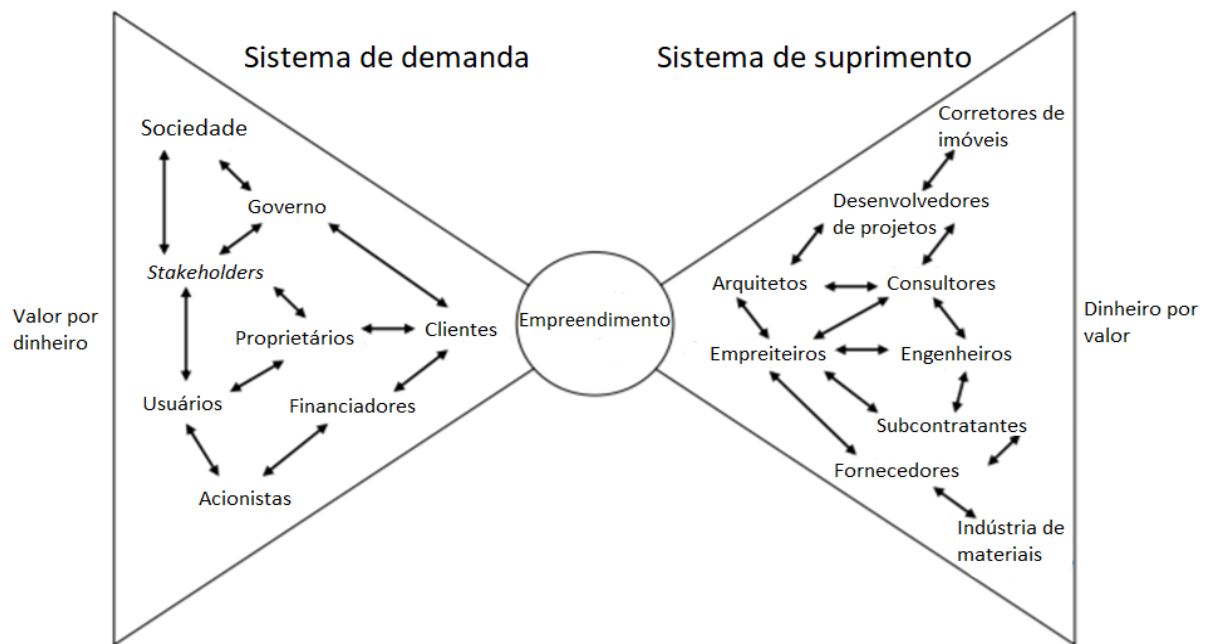 Sistema de demanda
Sistema de suprimento
Valor por
dinheiro
Sociedade
Governo
Stakeholders
Proprietários
Clientes
Usuários
Financiadores
Acionistas
Empreendimento
Corretores de
imóveis
Desenvolvedores
de projetos
Arquitetos
Consultores
Empreiteiros
Engenheiros
Subcontratantes
Fornecedores
Indústria de
materiais
Dinheiro por
valor